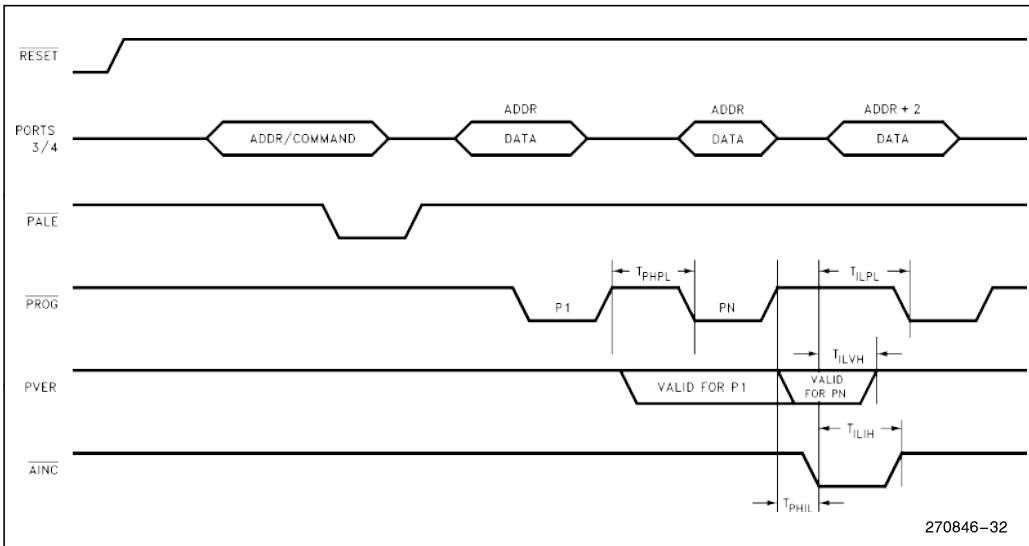 RESET
ADDR ADDR ADDR + 2
PORTS
3/4
ADDR/COMMAND DATA DATA DATA
PALE
TPHPL TILPL
PROG
P1 PN
TILVH
PVER
VALID FOR P1
VALID
FOR PN
TILIH
AINC
TPHIL
270846–32